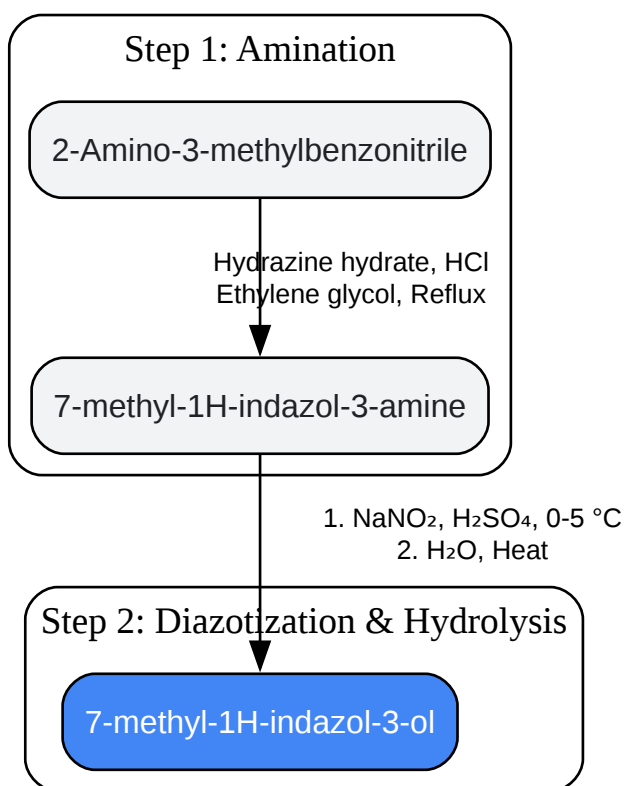 Step 1: Amination
2-Amino-3-methylbenzonitrile
Hydrazine hydrate, HCl
Ethylene glycol, Reflux
7-methyl-1H-indazol-3-amine
1. NaNO₂, H₂SO₄, 0-5 °C
2. H₂O, Heat
Step 2: Diazotization & Hydrolysis
7-methyl-1H-indazol-3-ol